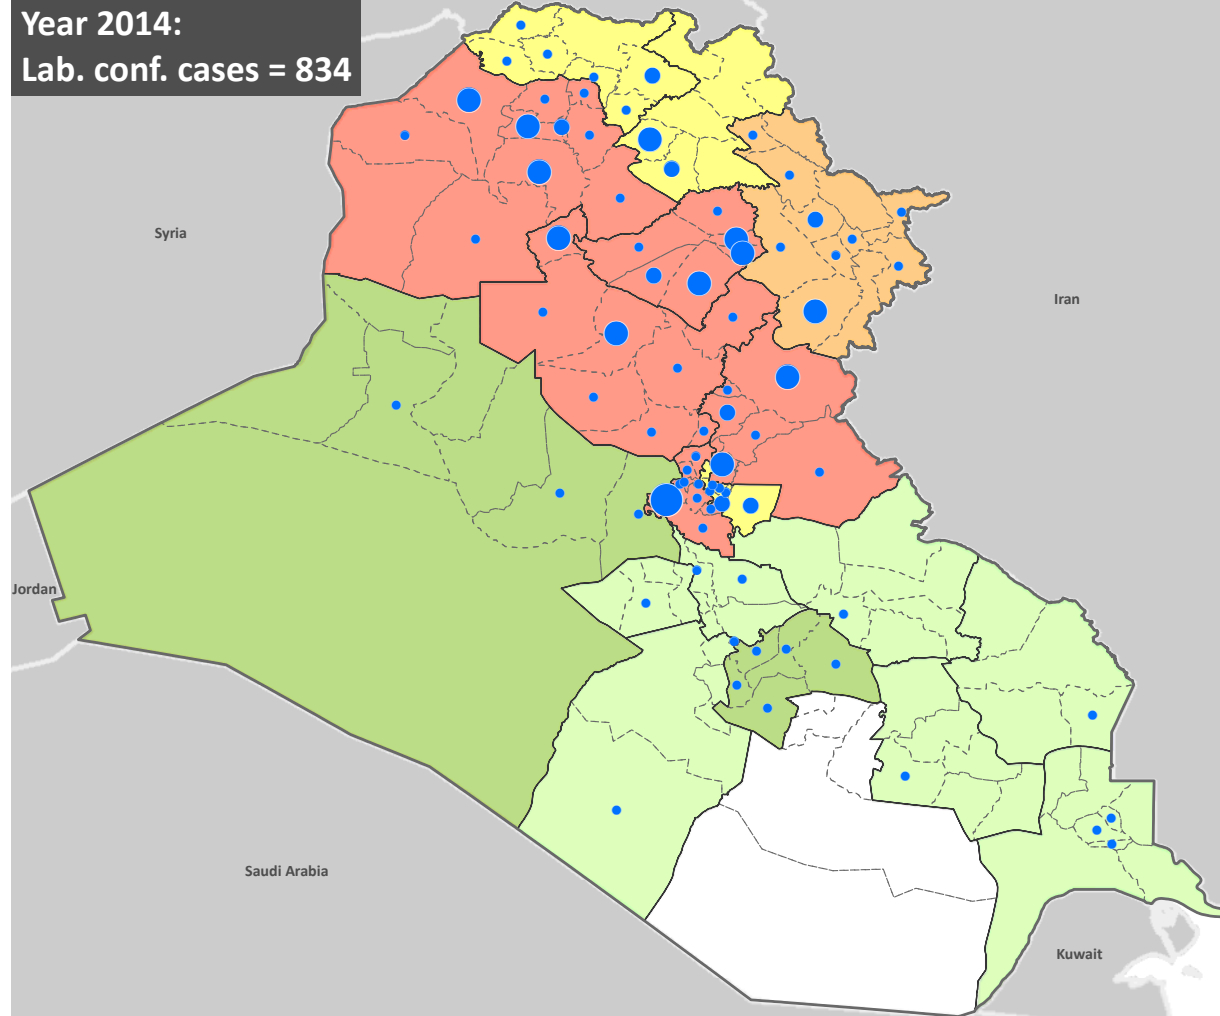 Year 2014:
Lab. conf. cases = 834
Syria
Iran
Jordan
Saudi Arabia
Kuwait